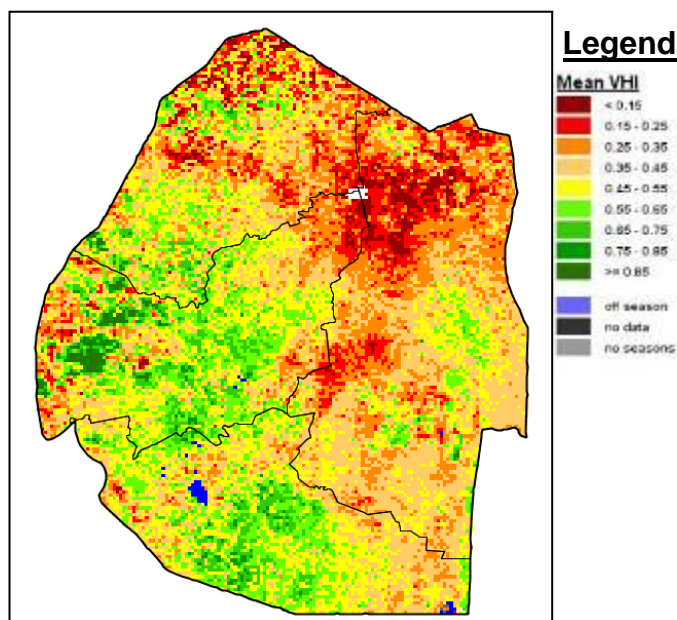 Legend
Mean VHI
< 0.15
0.15 - 0.25
0.25 - 0.35
0.35 - 0.45
0.45 - 0.55
0.55 - 0.65
0.65 - 0.75
0.75 - 0.85
>= 0.85
off season
no data
no seasons